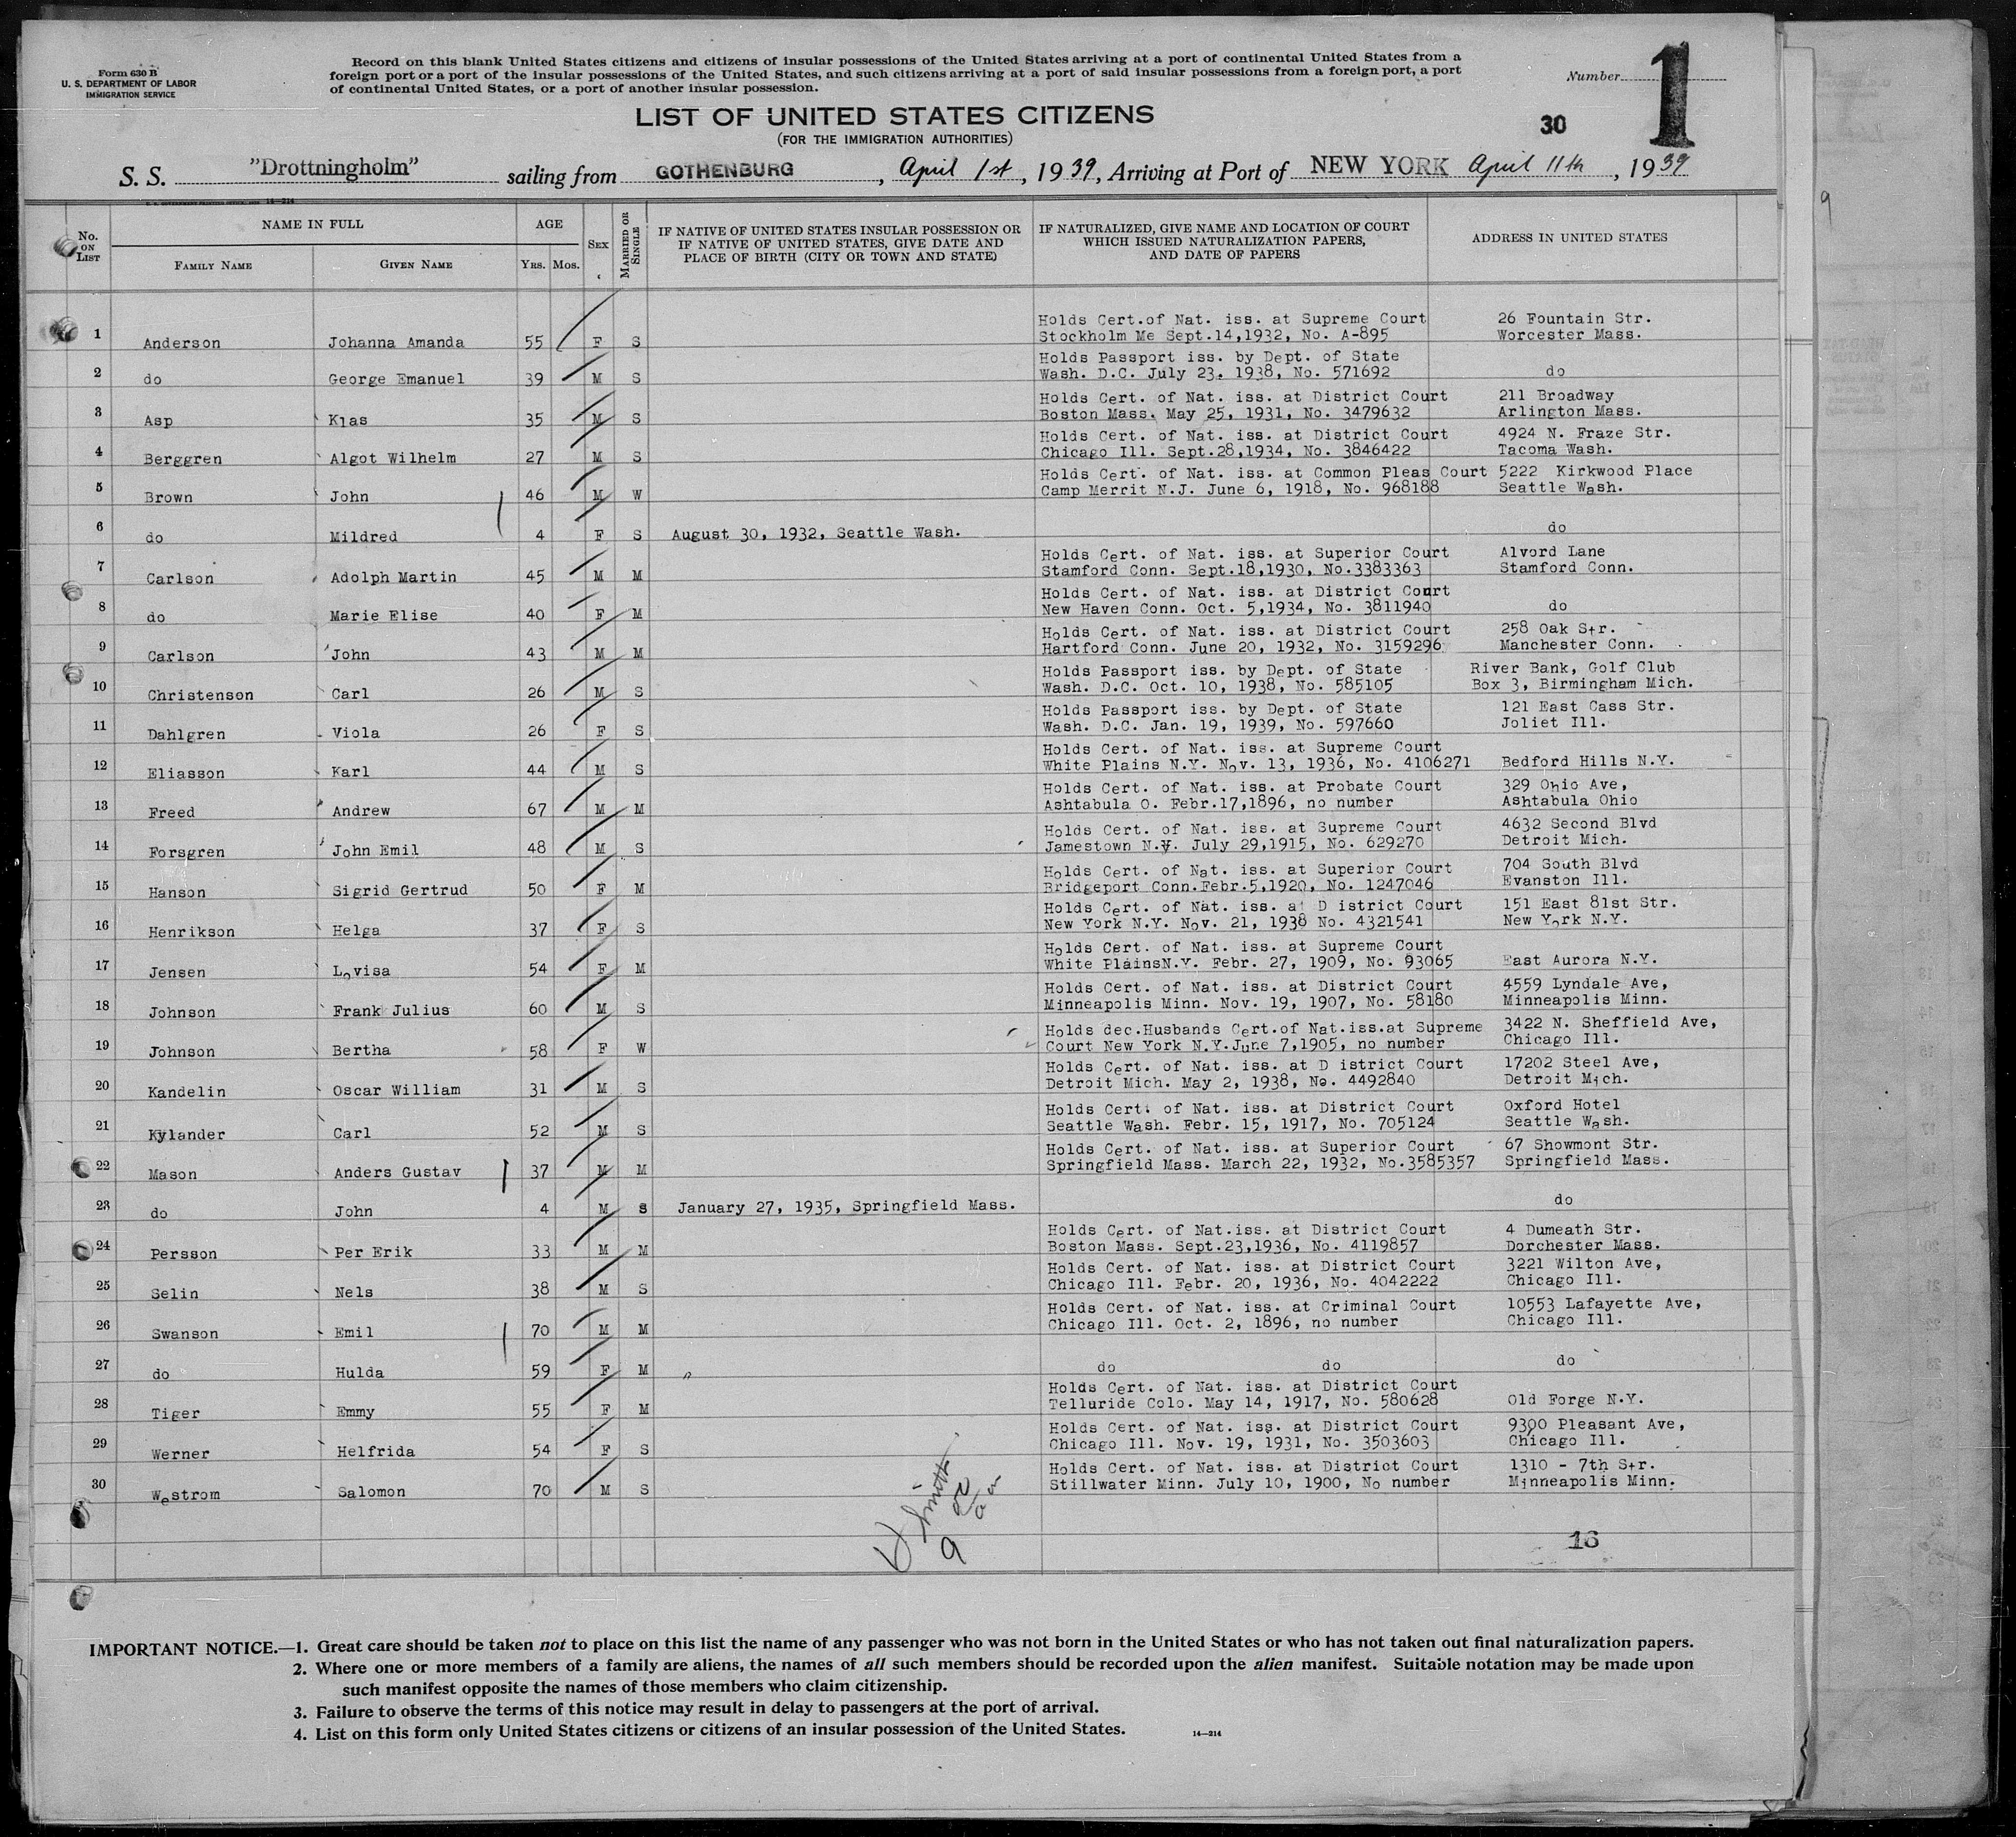 Form 630 B
U. S. DEPARTMENT OF LABOR
IMMIGRATION SERVICE
Record on this blank United States citizens and citizens of insular possessions of the United States arriving at a port of continental United States from a
foreign port or a port of the insular possessions of the United States, and such citizens arriving at a port of said insular possessions from a foreign port, a port
of continental United States, or a port of another insular possession.
Number 1
LIST OF UNITED STATES CITIZENS
(FOR THE IMMIGRATION AUTHORITIES)
30
S. S. "Drottningholm" sailing from GOTHENBURG, April 1st, 1939, Arriving at Port of NEW YORK April 11th, 1939
14-214
No. ON LIST
NAME IN FULL
FAMILY NAME
GIVEN NAME
AGE
YRS. MOS.
SEX
MARRIED OR SINGLE
IF NATIVE OF UNITED STATES INSULAR POSSESSION OR
IF NATIVE OF UNITED STATES, GIVE DATE AND
PLACE OF BIRTH (CITY OR TOWN AND STATE)
IF NATURALIZED, GIVE NAME AND LOCATION OF COURT
WHICH ISSUED NATURALIZATION PAPERS,
AND DATE OF PAPERS
ADDRESS IN UNITED STATES
Holds Cert.of Nat. iss. at Supreme Court 26 Fountain Str.
1 Anderson Johanna Amanda 55 F S Stockholm Me Sept.14,1932, No. A-895 Worcester Mass.
Holds Passport iss. by Dept. of State
2 do George Emanuel 39 M S Wash. D.C. July 23, 1938, No. 571692 do
Holds Cert. of Nat. iss. at District Court 211 Broadway
3 Asp Klas 35 M S Boston Mass. May 25, 1931, No. 3479632 Arlington Mass.
Holds Cert. of Nat. iss. at District Court 4924 N. Fraze Str.
4 Berggren Algot Wilhelm 27 M S Chicago Ill. Sept.28,1934, No. 3846422 Tacoma Wash.
Holds Cert. of Nat. iss. at Common Pleas Court 5222 Kirkwood Place
5 Brown John 46 M W Camp Merrit N.J. June 6, 1918, No. 968188 Seattle Wash.
6 do Mildred 4 F S August 30, 1932, Seattle Wash. do
Holds Cert. of Nat. iss. at Superior Court Alvord Lane
7 Carlson Adolph Martin 45 M M Stamford Conn. Sept.18,1930, No.3383363 Stamford Conn.
Holds Cert. of Nat. iss. at District Court
8 do Marie Elise 40 F M New Haven Conn. Oct. 5,1934, No. 3811940 do
Holds Cert. of Nat. iss. at District Court 258 Oak Str.
9 Carlson John 43 M M Hartford Conn. June 20, 1932, No. 3159296 Manchester Conn.
Holds Passport iss. by Dept. of State River Bank, Golf Club
10 Christenson Carl 26 M S Wash. D.C. Oct. 10, 1938, No. 585105 Box 3, Birmingham Mich.
Holds Passport iss. by Dept. of State 121 East Cass Str.
11 Dahlgren Viola 26 F S Wash. D.C. Jan. 19, 1939, No. 597660 Joliet Ill.
Holds Cert. of Nat. iss. at Supreme Court
12 Eliasson Karl 44 M S White Plains N.Y. Nov. 13, 1936, No. 4106271 Bedford Hills N.Y.
Holds Cert. of Nat. iss. at Probate Court 329 Ohio Ave,
13 Freed Andrew 67 M M Ashtabula O. Febr.17,1896, no number Ashtabula Ohio
Holds Cert. of Nat. iss. at Supreme Court 4632 Second Blvd
14 Forsgren John Emil 48 M S Jamestown N.Y. July 29,1915, No. 629270 Detroit Mich.
Holds Cert. of Nat. iss. at Superior Court 704 South Blvd
15 Hanson Sigrid Gertrud 50 F M Bridgeport Conn.Febr.5,1920, No. 1247046 Evanston Ill.
Holds Cert. of Nat. iss. at D istrict Court 151 East 81st Str.
16 Henrikson Helga 37 F S New York N.Y. Nov. 21, 1938 No. 4321541 New York N.Y.
Holds Cert. of Nat. iss. at Supreme Court
17 Jensen Lovisa 54 F M White PlainsN.Y. Febr. 27, 1909, No. 93065 East Aurora N.Y.
Holds Cert. of Nat. iss. at District Court 4559 Lyndale Ave,
18 Johnson Frank Julius 60 M S Minneapolis Minn. Nov. 19, 1907, No. 58180 Minneapolis Minn.
Holds dec.Husbands Cert.of Nat.iss.at Supreme 3422 N. Sheffield Ave,
19 Johnson Bertha 58 F W Court New York N.Y.June 7,1905, no number Chicago Ill.
Holds Cert. of Nat. iss. at D istrict Court 17202 Steel Ave,
20 Kandelin Oscar William 31 M S Detroit Mich. May 2, 1938, No. 4492840 Detroit Mich.
Holds Cert. of Nat. iss. at District Court Oxford Hotel
21 Kylander Carl 52 M S Seattle Wash. Febr. 15, 1917, No. 705124 Seattle Wash.
Holds Cert. of Nat. iss. at Superior Court 67 Showmont Str.
22 Mason Anders Gustav 37 M M Springfield Mass. March 22, 1932, No.3585357 Springfield Mass.
23 do John 4 M S January 27, 1935, Springfield Mass. do
Holds Cert. of Nat.iss. at District Court 4 Dumeath Str.
24 Persson Per Erik 33 M M Boston Mass. Sept.23,1936, No. 4119857 Dorchester Mass.
Holds Cert. of Nat. iss. at District Court 3221 Wilton Ave,
25 Selin Nels 38 M S Chicago Ill. Febr. 20, 1936, No. 4042222 Chicago Ill.
Holds Cert. of Nat. iss. at Criminal Court 10553 Lafayette Ave,
26 Swanson Emil 70 M M Chicago Ill. Oct. 2, 1896, no number Chicago Ill.
27 do Hulda 59 F M " do do do
Holds Cert. of Nat. iss. at District Court
28 Tiger Emmy 55 F M Telluride Colo. May 14, 1917, No. 580628 Old Forge N.Y.
Holds Cert. of Nat. iss. at District Court 9300 Pleasant Ave,
29 Werner Helfrida 54 F S Chicago Ill. Nov. 19, 1931, No. 3503603 Chicago Ill.
Holds Cert. of Nat. iss. at District Court 1310 - 7th Str.
30 Westrom Salomon 70 M S Stillwater Minn. July 10, 1900, No number Minneapolis Minn.
16
IMPORTANT NOTICE.—1. Great care should be taken not to place on this list the name of any passenger who was not born in the United States or who has not taken out final naturalization papers.
2. Where one or more members of a family are aliens, the names of all such members should be recorded upon the alien manifest. Suitable notation may be made upon
such manifest opposite the names of those members who claim citizenship.
3. Failure to observe the terms of this notice may result in delay to passengers at the port of arrival.
4. List on this form only United States citizens or citizens of an insular possession of the United States.
14—214
9